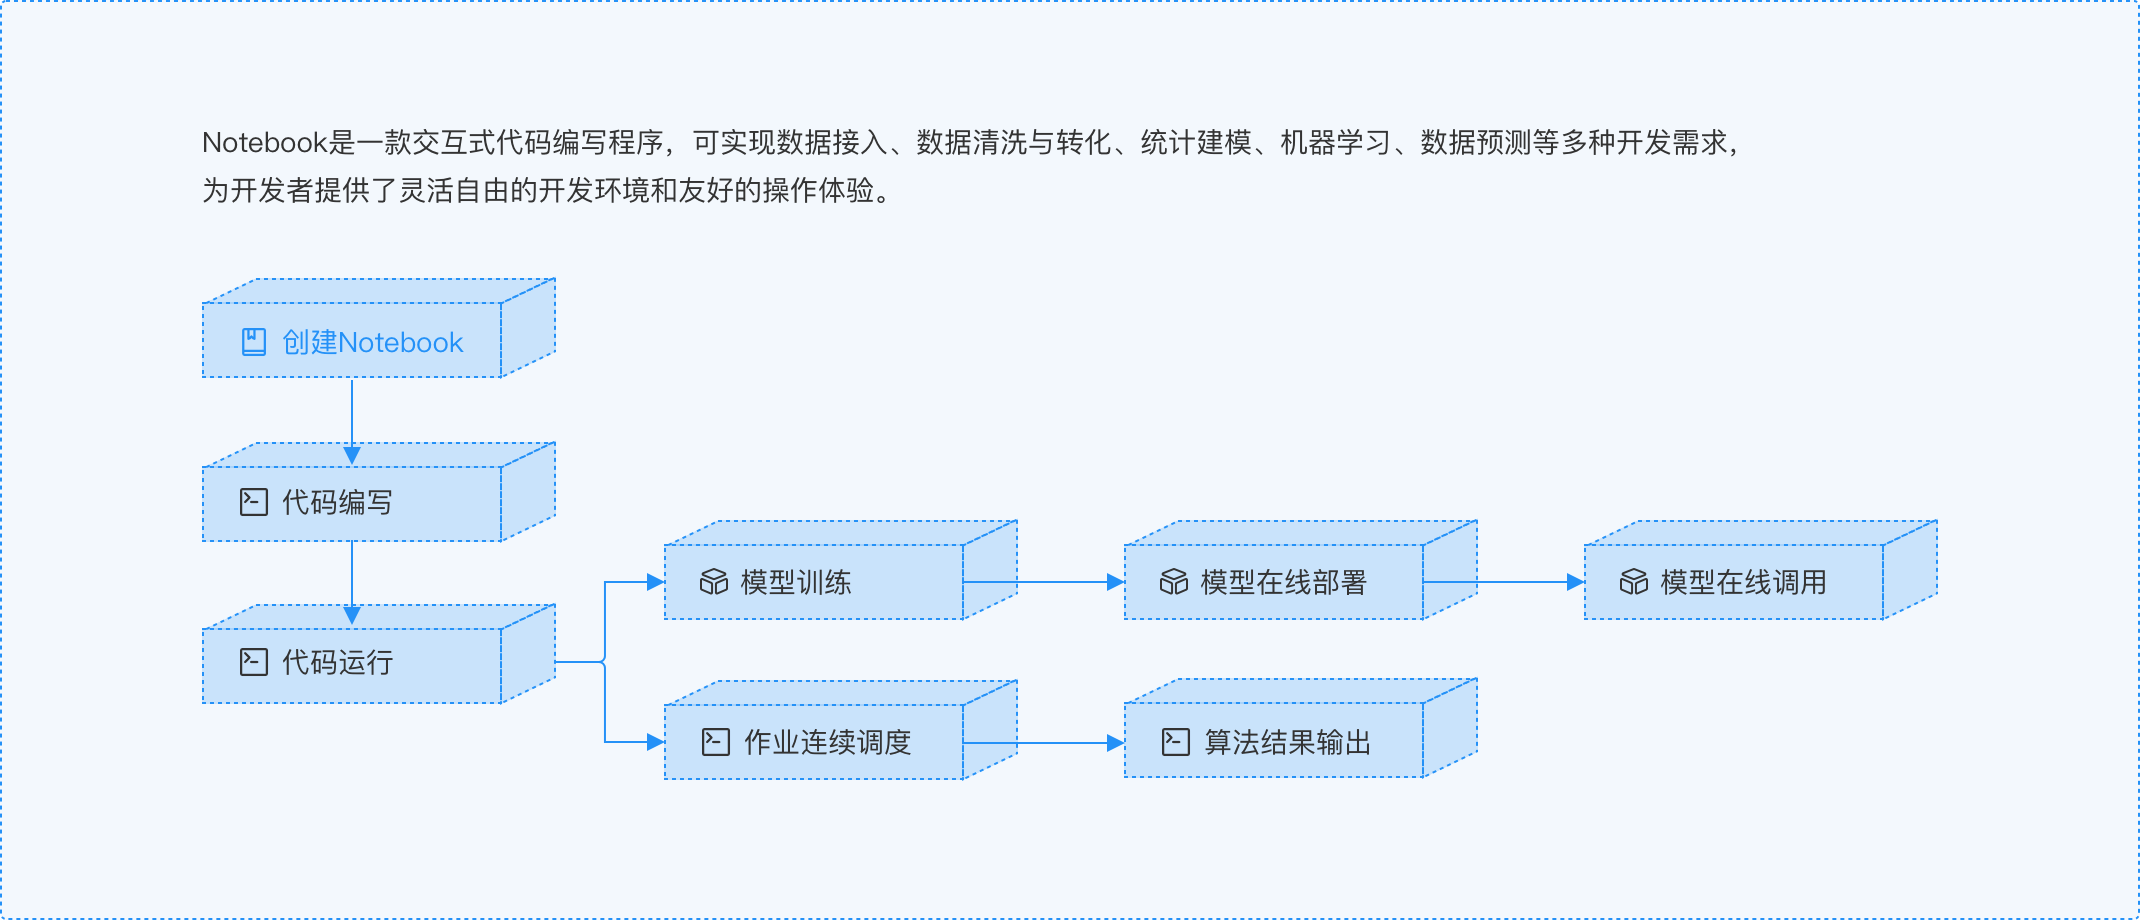 Notebook是一款交互式代码编写程序，可实现数据接入、数据清洗与转化、统计建模、机器学习、数据预测等多种开发需求，
为开发者提供了灵活自由的开发环境和友好的操作体验。
创建Notebook
代码编写
代码运行
模型训练
模型在线部署
模型在线调用
作业连续调度
算法结果输出